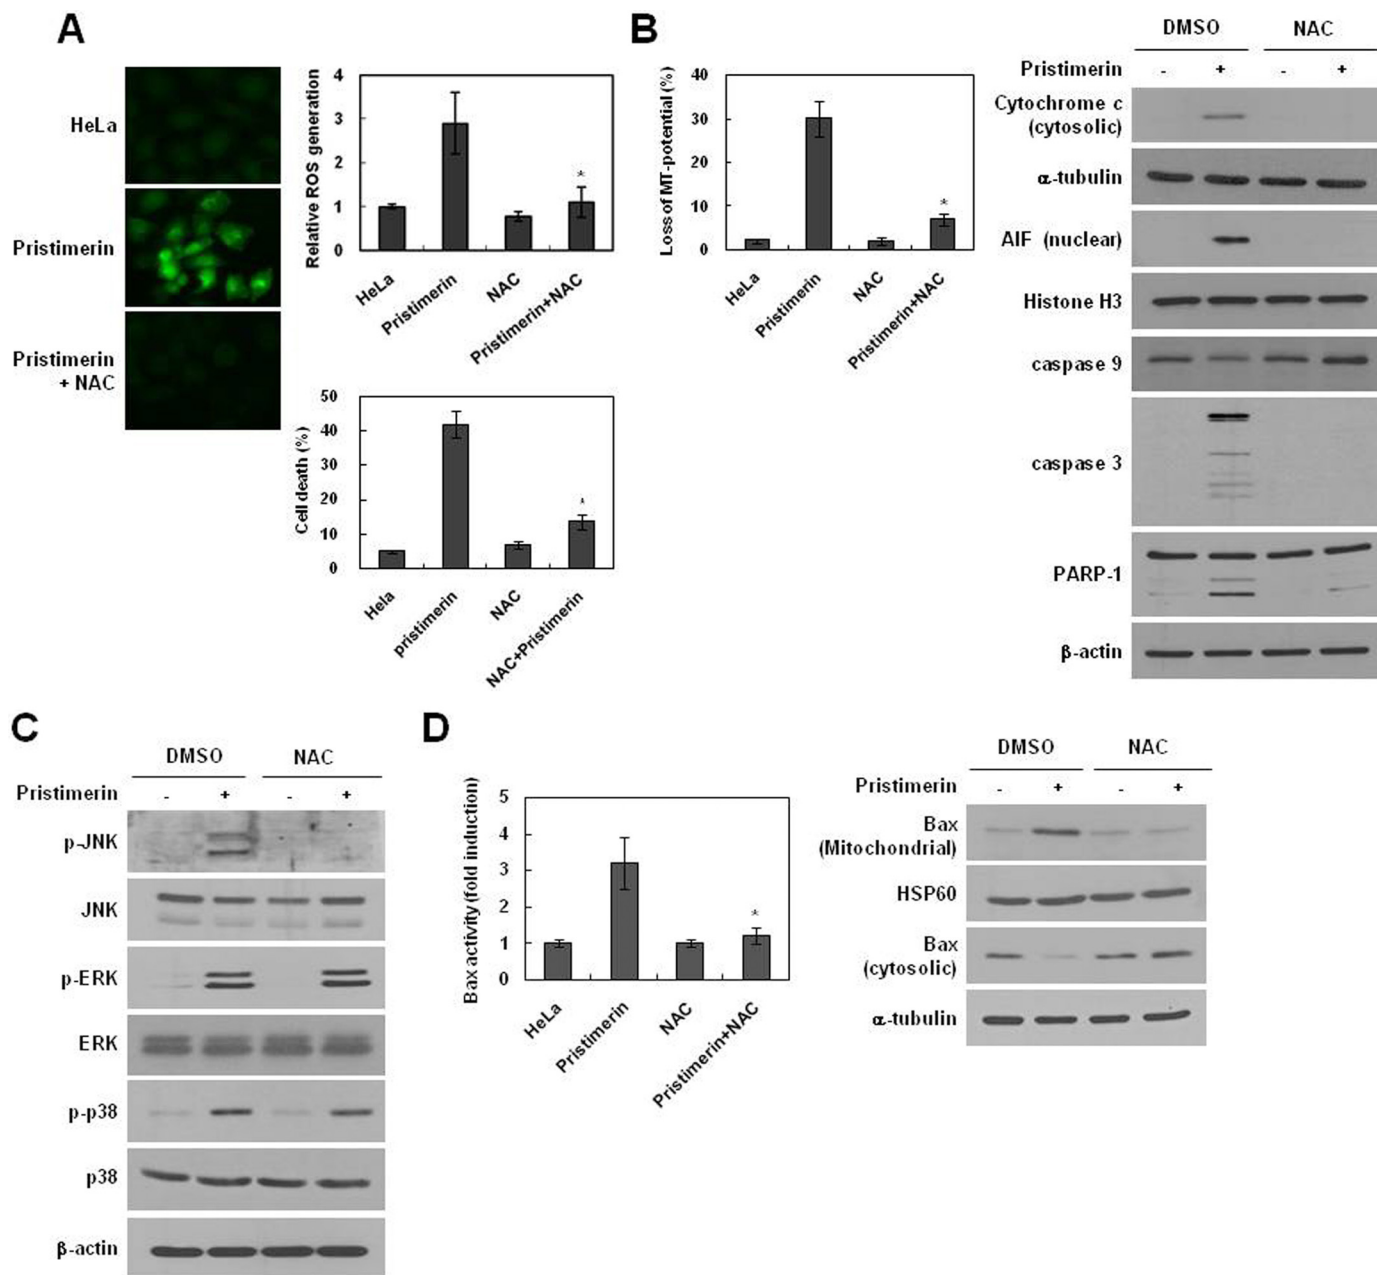 A
HeLa
Pristimerin
Pristimerin
+ NAC
Relative ROS generation
4
3
2
1
0
HeLa
Pristimerin
NAC
Pristimerin+NAC
*
Cell death (%)
50
40
30
20
10
0
Hela
pristimerin
NAC
NAC+Pristimerin
*
B
Loss of MT-potential (%)
40
30
20
10
0
HeLa
Pristimerin
NAC
Pristimerin+NAC
*
DMSO NAC
Pristimerin - + - +
Cytochrome c
(cytosolic)
α-tubulin
AIF (nuclear)
Histone H3
caspase 9
caspase 3
PARP-1
β-actin
C
DMSO NAC
Pristimerin - + - +
p-JNK
JNK
p-ERK
ERK
p-p38
p38
β-actin
D
Bax activity (fold induction)
5
4
3
2
1
0
HeLa
Pristimerin
NAC
Pristimerin+NAC
*
DMSO NAC
Pristimerin - + - +
Bax
(Mitochondrial)
HSP60
Bax
(cytosolic)
α-tubulin